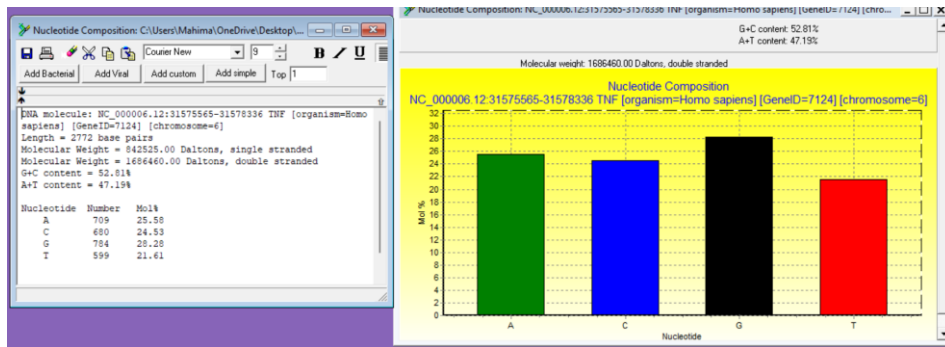 Nucleotide Composition: C:\Users\Mahima\OneDrive\Desktop\...
Courier New 9 B I U
Add Bacterial Add Viral Add custom Add simple Top 1
DNA molecule: NC_000006.12:31575565-31578336 TNF [organism=Homo
sapiens] [GeneID=7124] [chromosome=6]
Length = 2772 base pairs
Molecular Weight = 842525.00 Daltons, single stranded
Molecular Weight = 1686460.00 Daltons, double stranded
G+C content = 52.81%
A+T content = 47.19%
Nucleotide Number Mol%
A 709 25.58
C 680 24.53
G 784 28.28
T 599 21.61
Nucleotide Composition: NC_000006.12:31575565-31578336 TNF [organism=Homo sapiens] [GeneID=7124] [chro...
G+C content: 52.81%
A+T content: 47.19%
Molecular weight: 1686460.00 Daltons, double stranded
Nucleotide Composition
NC_000006.12:31575565-31578336 TNF [organism=Homo sapiens] [GeneID=7124] [chromosome=6]
32
30
28
26
24
22
20
18
16
14
12
10
8
6
4
2
0
Mol %
A C G T
Nucleotide